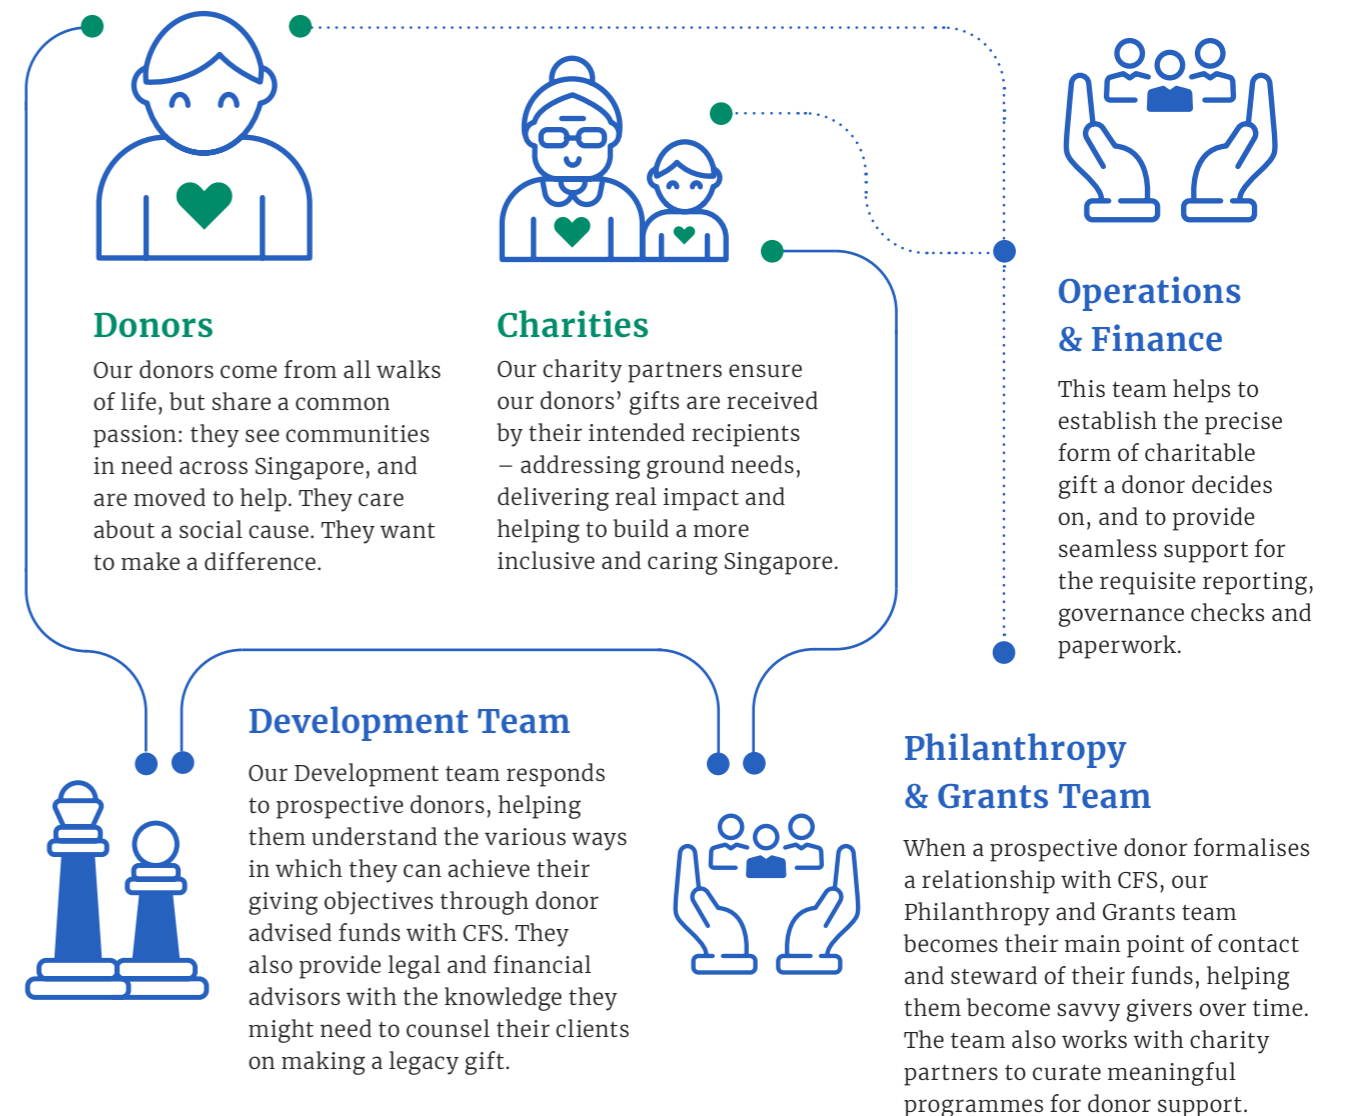 Donors
Our donors come from all walks
of life, but share a common
passion: they see communities
in need across Singapore, and
are moved to help. They care
about a social cause. They want
to make a difference.
Charities
Our charity partners ensure
our donors’ gifts are received
by their intended recipients
– addressing ground needs,
delivering real impact and
helping to build a more
inclusive and caring Singapore.
Operations
& Finance
This team helps to
establish the precise
form of charitable
gift a donor decides
on, and to provide
seamless support for
the requisite reporting,
governance checks and
paperwork.
Development Team
Our Development team responds
to prospective donors, helping
them understand the various ways
in which they can achieve their
giving objectives through donor
advised funds with CFS. They
also provide legal and financial
advisors with the knowledge they
might need to counsel their clients
on making a legacy gift.
Philanthropy
& Grants Team
When a prospective donor formalises
a relationship with CFS, our
Philanthropy and Grants team
becomes their main point of contact
and steward of their funds, helping
them become savvy givers over time.
The team also works with charity
partners to curate meaningful
programmes for donor support.